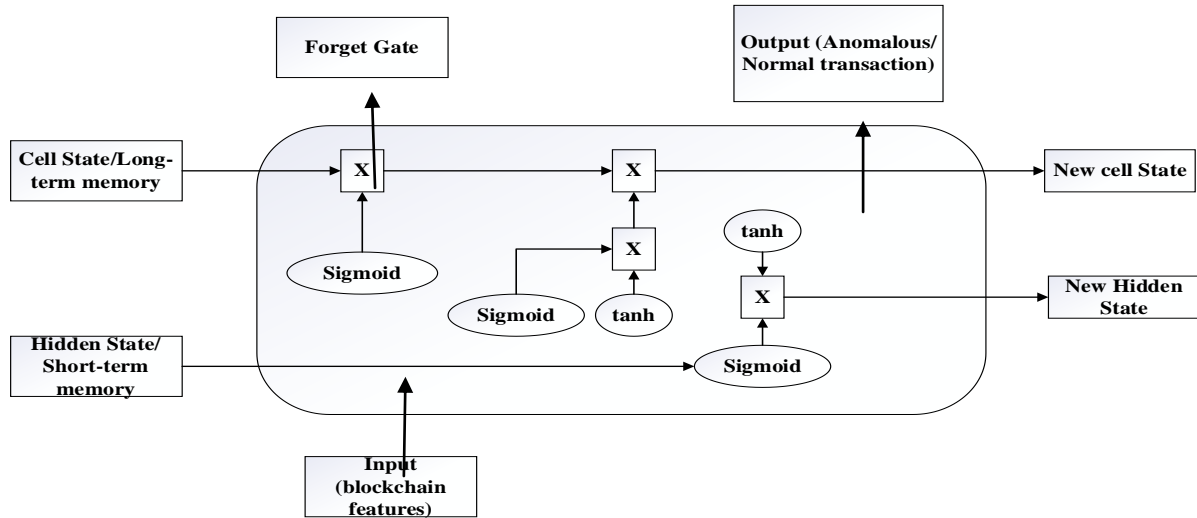 Forget Gate
Output (Anomalous/
Normal transaction)
Cell State/Long-
term memory
X
X
New cell State
tanh
X
Sigmoid
X
New Hidden
State
Sigmoid
tanh
Hidden State/
Short-term
memory
Sigmoid
Input
(blockchain
features)